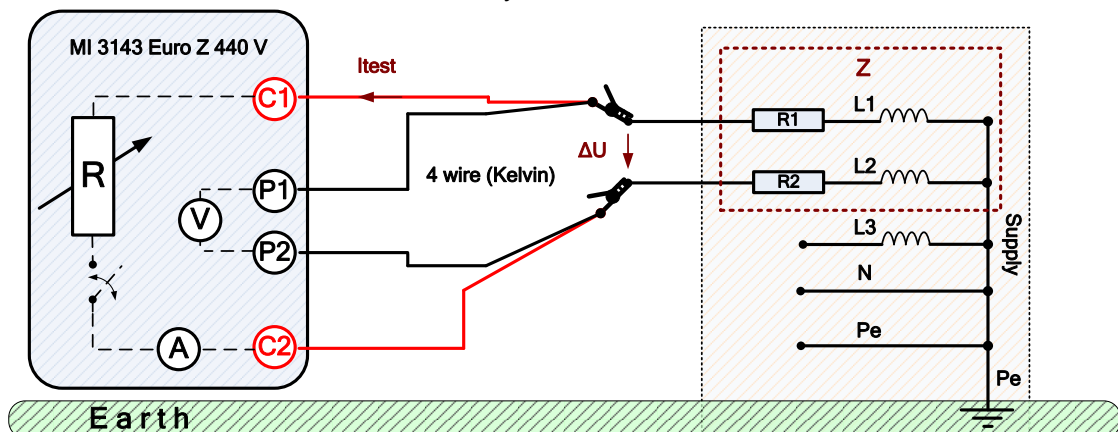 MI 3143 Euro Z 440 V
C1
Itest
R
P1
V
P2
4 wire (Kelvin)
ΔU
A
C2
Z
R1
L1
R2
L2
L3
N
Pe
Supply
Pe
Earth